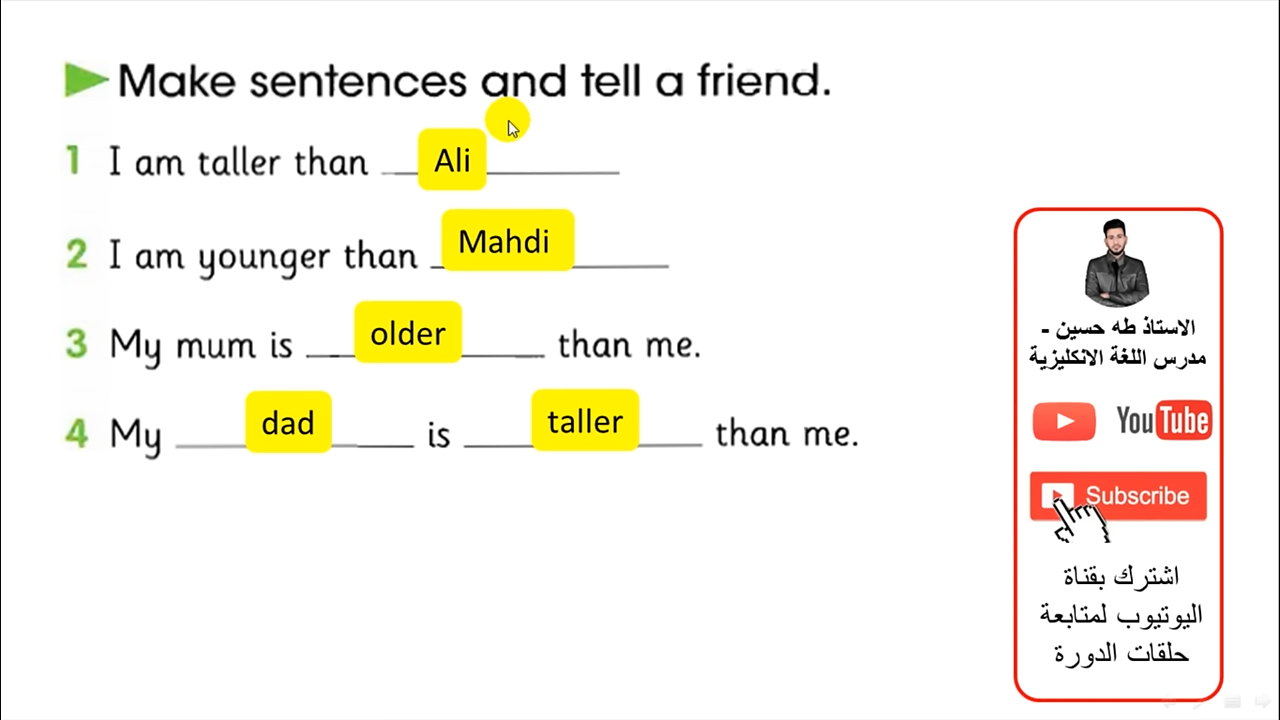 Make sentences and tell a friend.
1 I am taller than Ali
2 I am younger than Mahdi
3 My mum is older than me.
4 My dad is taller than me.
الاستاذ طه حسين -
مدرس اللغة الانكليزية
YouTube
Subscribe
اشترك بقناة
اليوتيوب لمتابعة
حلقات الدورة